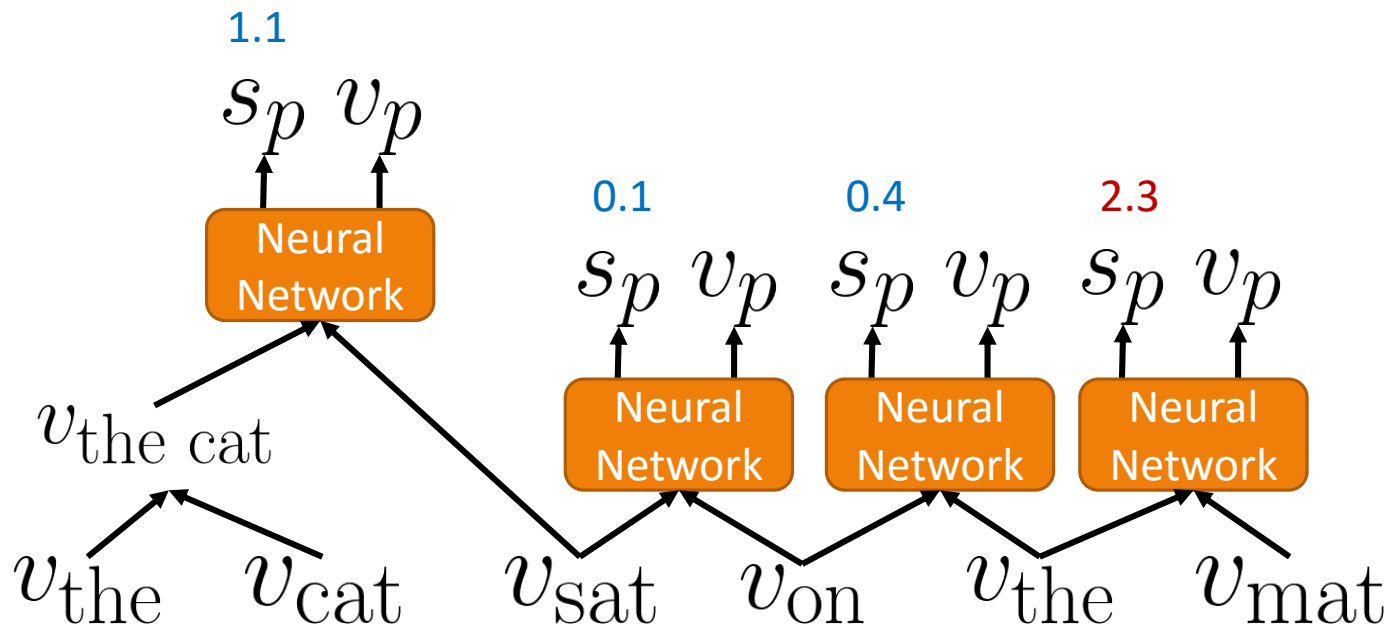 1.1
s_p v_p
Neural
Network
0.1 0.4 2.3
s_p v_p s_p v_p s_p v_p
Neural Neural Neural
Network Network Network
v_the cat
v_the v_cat v_sat v_on v_the v_mat